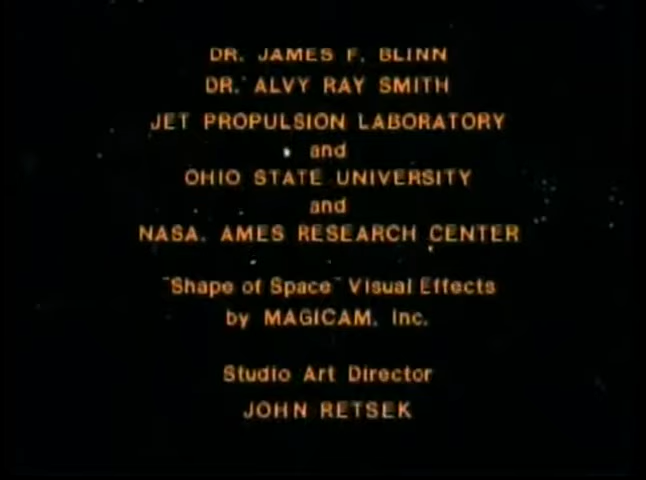 DR. JAMES F. BLINN
DR. ALVY RAY SMITH
JET PROPULSION LABORATORY
and
OHIO STATE UNIVERSITY
and
NASA. AMES RESEARCH CENTER
"Shape of Space" Visual Effects
by MAGICAM, Inc.
Studio Art Director
JOHN RETSEK